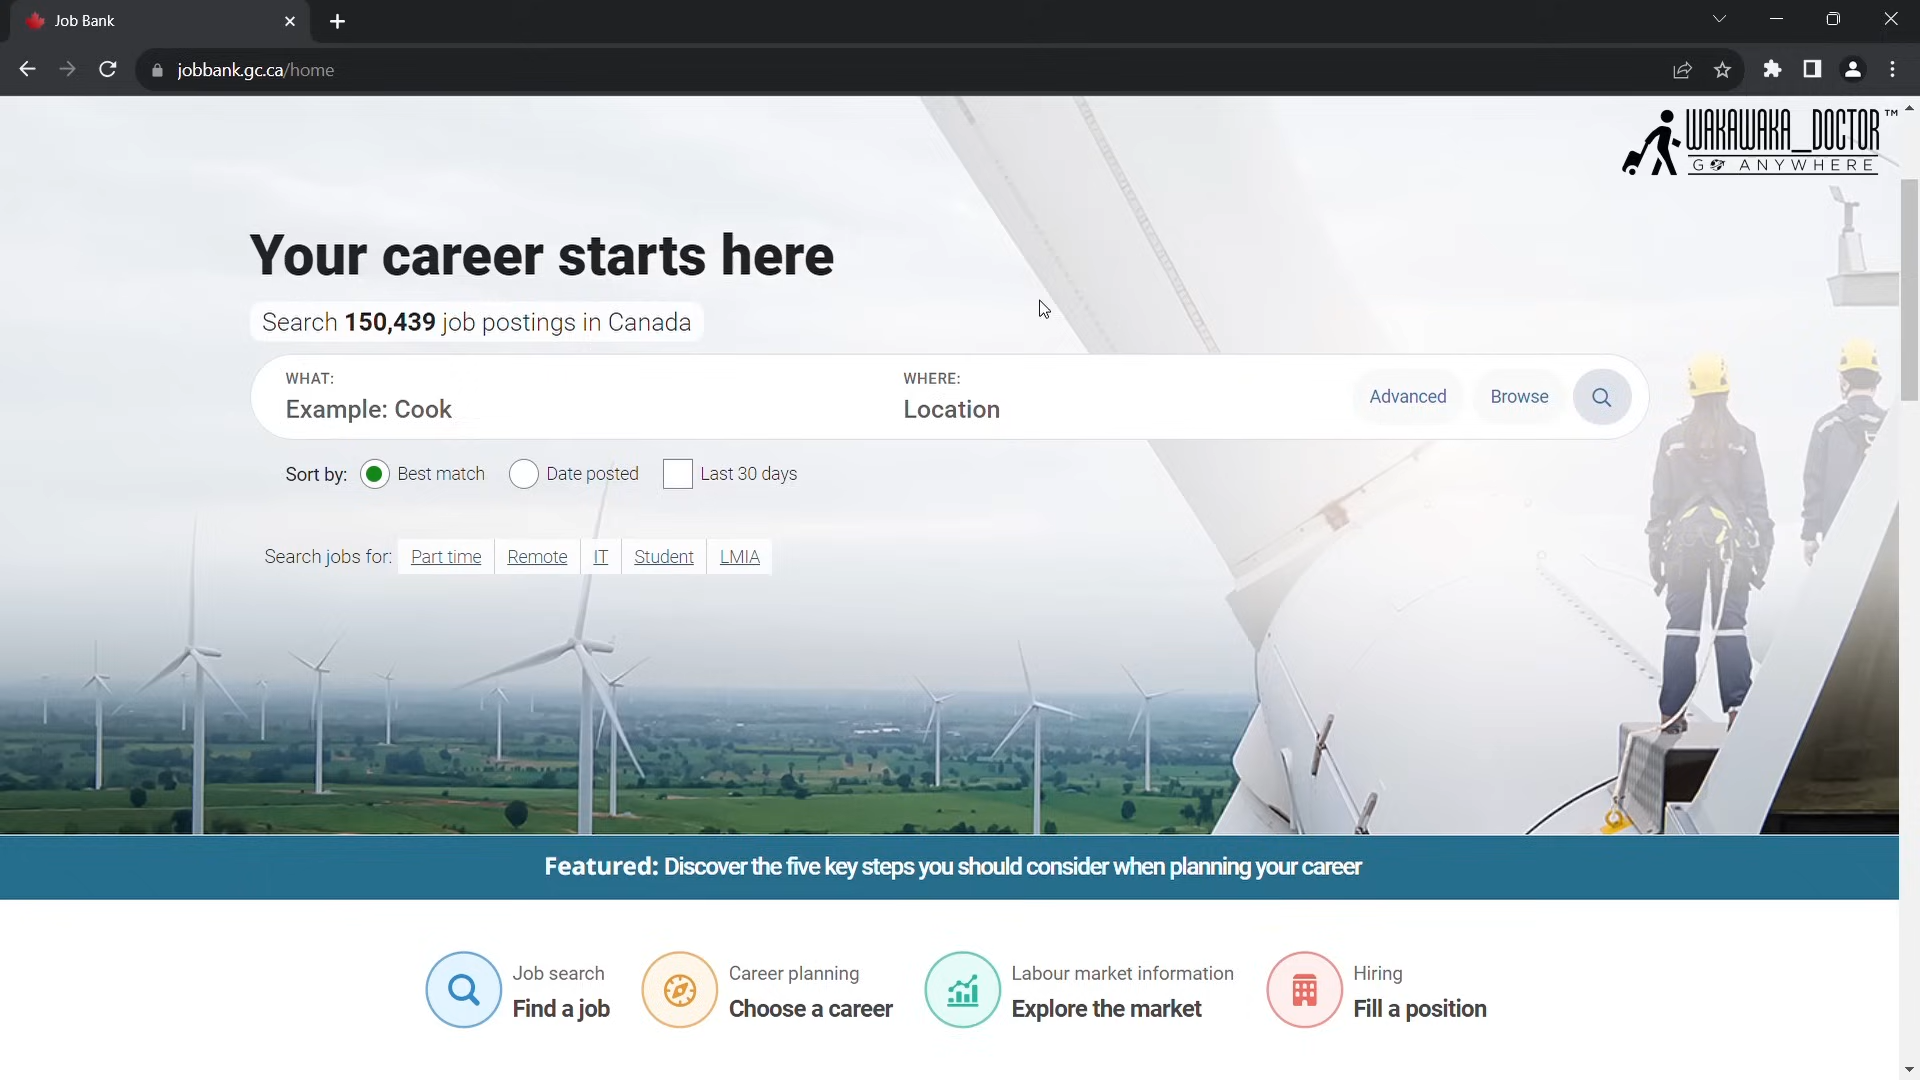 Job Bank
jobbank.gc.ca/home
WAKAWAKA_DOCTOR™
GO ANYWHERE
Your career starts here
Search 150,439 job postings in Canada
WHAT:
Example: Cook
WHERE:
Location
Advanced
Browse
Sort by: Best match Date posted Last 30 days
Search jobs for: Part time Remote IT Student LMIA
Featured: Discover the five key steps you should consider when planning your career
Job search
Find a job
Career planning
Choose a career
Labour market information
Explore the market
Hiring
Fill a position